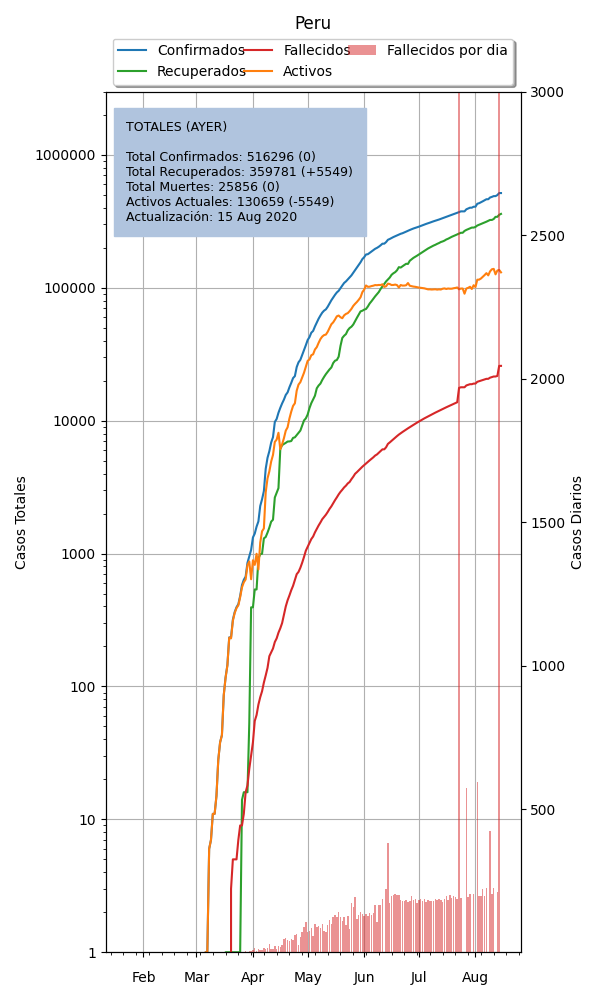 Peru
Confirmados Fallecidos Fallecidos por dia
Recuperados Activos
TOTALES (AYER)
Total Confirmados: 516296 (0)
Total Recuperados: 359781 (+5549)
Total Muertes: 25856 (0)
Activos Actuales: 130659 (-5549)
Actualización: 15 Aug 2020
Casos Totales
1000000
100000
10000
1000
100
10
1
Casos Diarios
3000
2500
2000
1500
1000
500
Feb Mar Apr May Jun Jul Aug